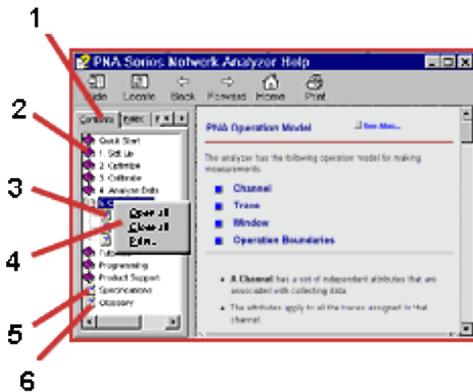 1
PNA Series Network Analyzer Help
Hide Locate Back Forward Home Print
2
Contents Index
Quick Start
1. Set Up
2. Optimize
3. Calibrate
4. Analyze Data
3
Open all
4
Close all
Print...
Tutorials
Programming
Product Support
5
Specifications
6
Glossary
PNA Operation Model
See Also...
The analyzer has the following operation model for making
measurements.
Channel
Trace
Window
Operation Boundaries
A Channel has a set of independent attributes that are
associated with collecting data.
The attributes apply to all the traces assigned to that
channel.